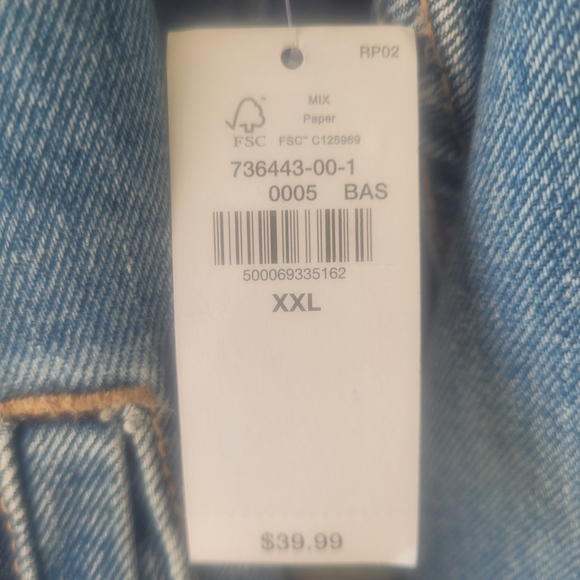 RP02
MIX
Paper
FSC FSC™ C125969
736443-00-1
0005 BAS
500069335162
XXL
$39.99